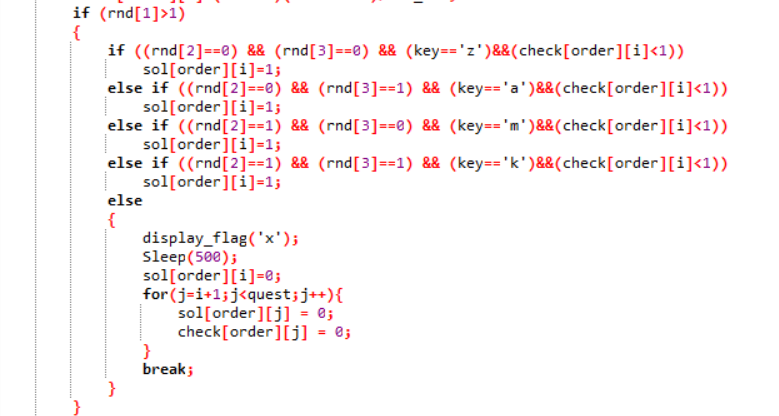 if (rnd[1]>1)
{
if ((rnd[2]==0) && (rnd[3]==0) && (key=='z')&&(check[order][i]<1))
sol[order][i]=1;
else if ((rnd[2]==0) && (rnd[3]==1) && (key=='a')&&(check[order][i]<1))
sol[order][i]=1;
else if ((rnd[2]==1) && (rnd[3]==0) && (key=='m')&&(check[order][i]<1))
sol[order][i]=1;
else if ((rnd[2]==1) && (rnd[3]==1) && (key=='k')&&(check[order][i]<1))
sol[order][i]=1;
else
{
display_flag('x');
Sleep(500);
sol[order][i]=0;
for(j=i+1;j<quest;j++){
sol[order][j] = 0;
check[order][j] = 0;
}
break;
}
}